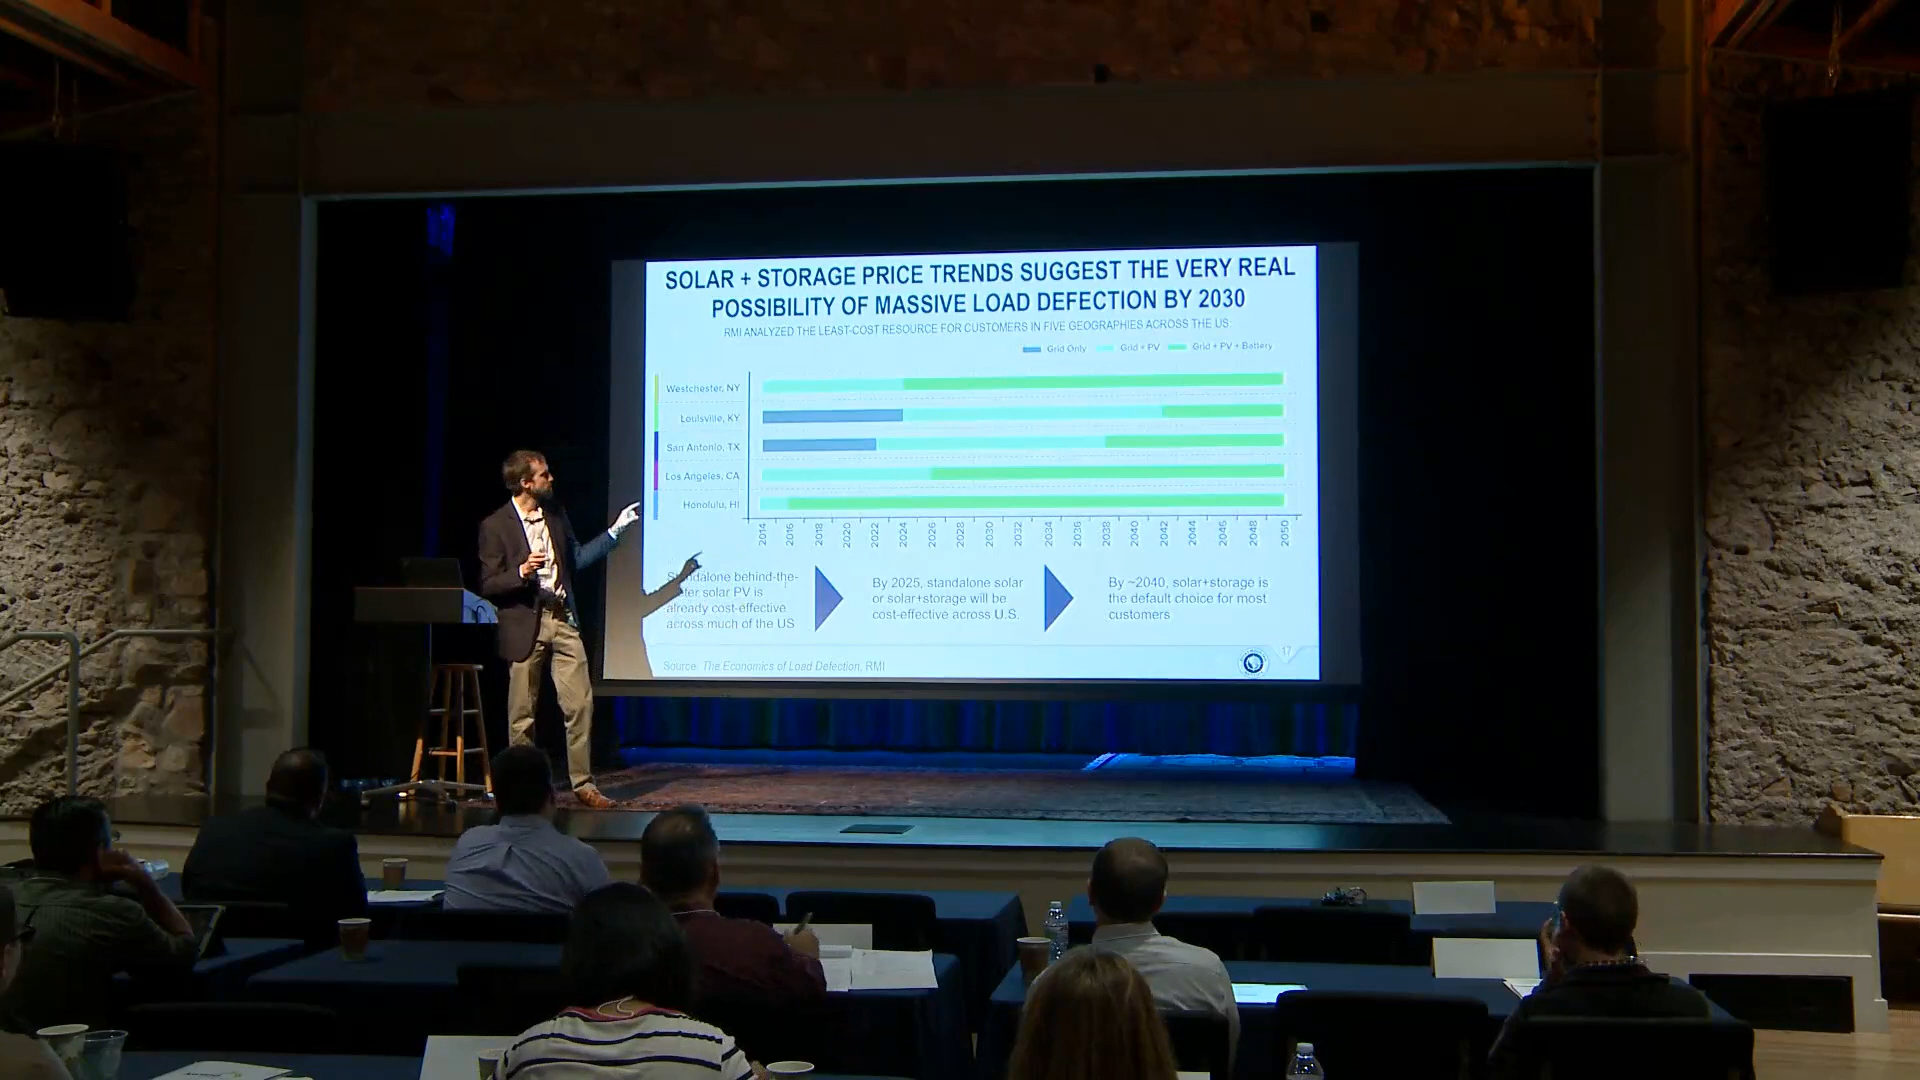 SOLAR + STORAGE PRICE TRENDS SUGGEST THE VERY REAL
POSSIBILITY OF MASSIVE LOAD DEFECTION BY 2030
RMI ANALYZED THE LEAST-COST RESOURCE FOR CUSTOMERS IN FIVE GEOGRAPHIES ACROSS THE US
Grid Only Grid + PV Grid + PV + Battery
Westchester, NY
Louisville, KY
San Antonio, TX
Los Angeles, CA
Honolulu, HI
2014 2016 2018 2020 2022 2024 2026 2028 2030 2032 2034 2036 2038 2040 2042 2044 2046 2048 2050
Standalone behind-the-
meter solar PV is
already cost-effective
across much of the US
By 2025, standalone solar
or solar+storage will be
cost-effective across U.S.
By ~2040, solar+storage is
the default choice for most
customers
Source: The Economics of Load Defection, RMI
17